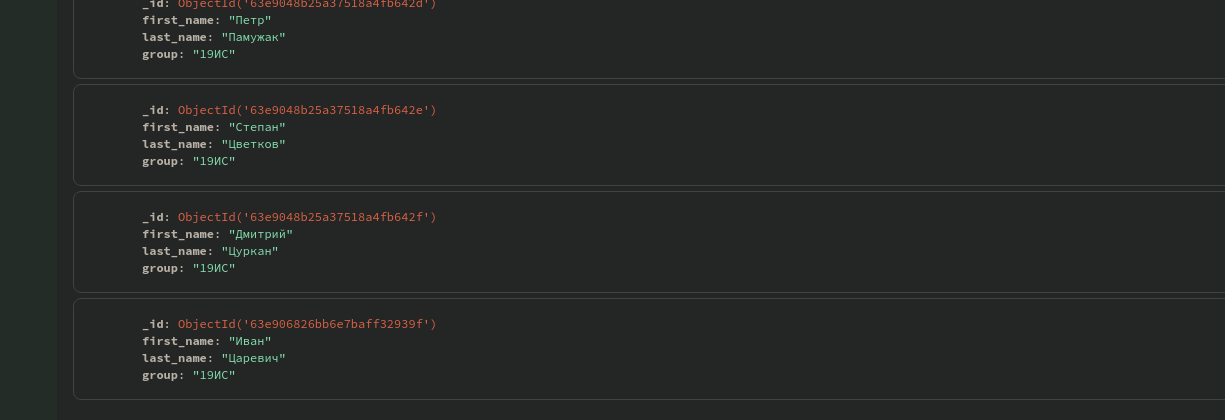 _id: ObjectId('63e9048b25a37518a4fb642d')
first_name: "Петр"
last_name: "Памужак"
group: "19ИС"
_id: ObjectId('63e9048b25a37518a4fb642e')
first_name: "Степан"
last_name: "Цветков"
group: "19ИС"
_id: ObjectId('63e9048b25a37518a4fb642f')
first_name: "Дмитрий"
last_name: "Цуркан"
group: "19ИС"
_id: ObjectId('63e906826bb6e7baff32939f')
first_name: "Иван"
last_name: "Царевич"
group: "19ИС"